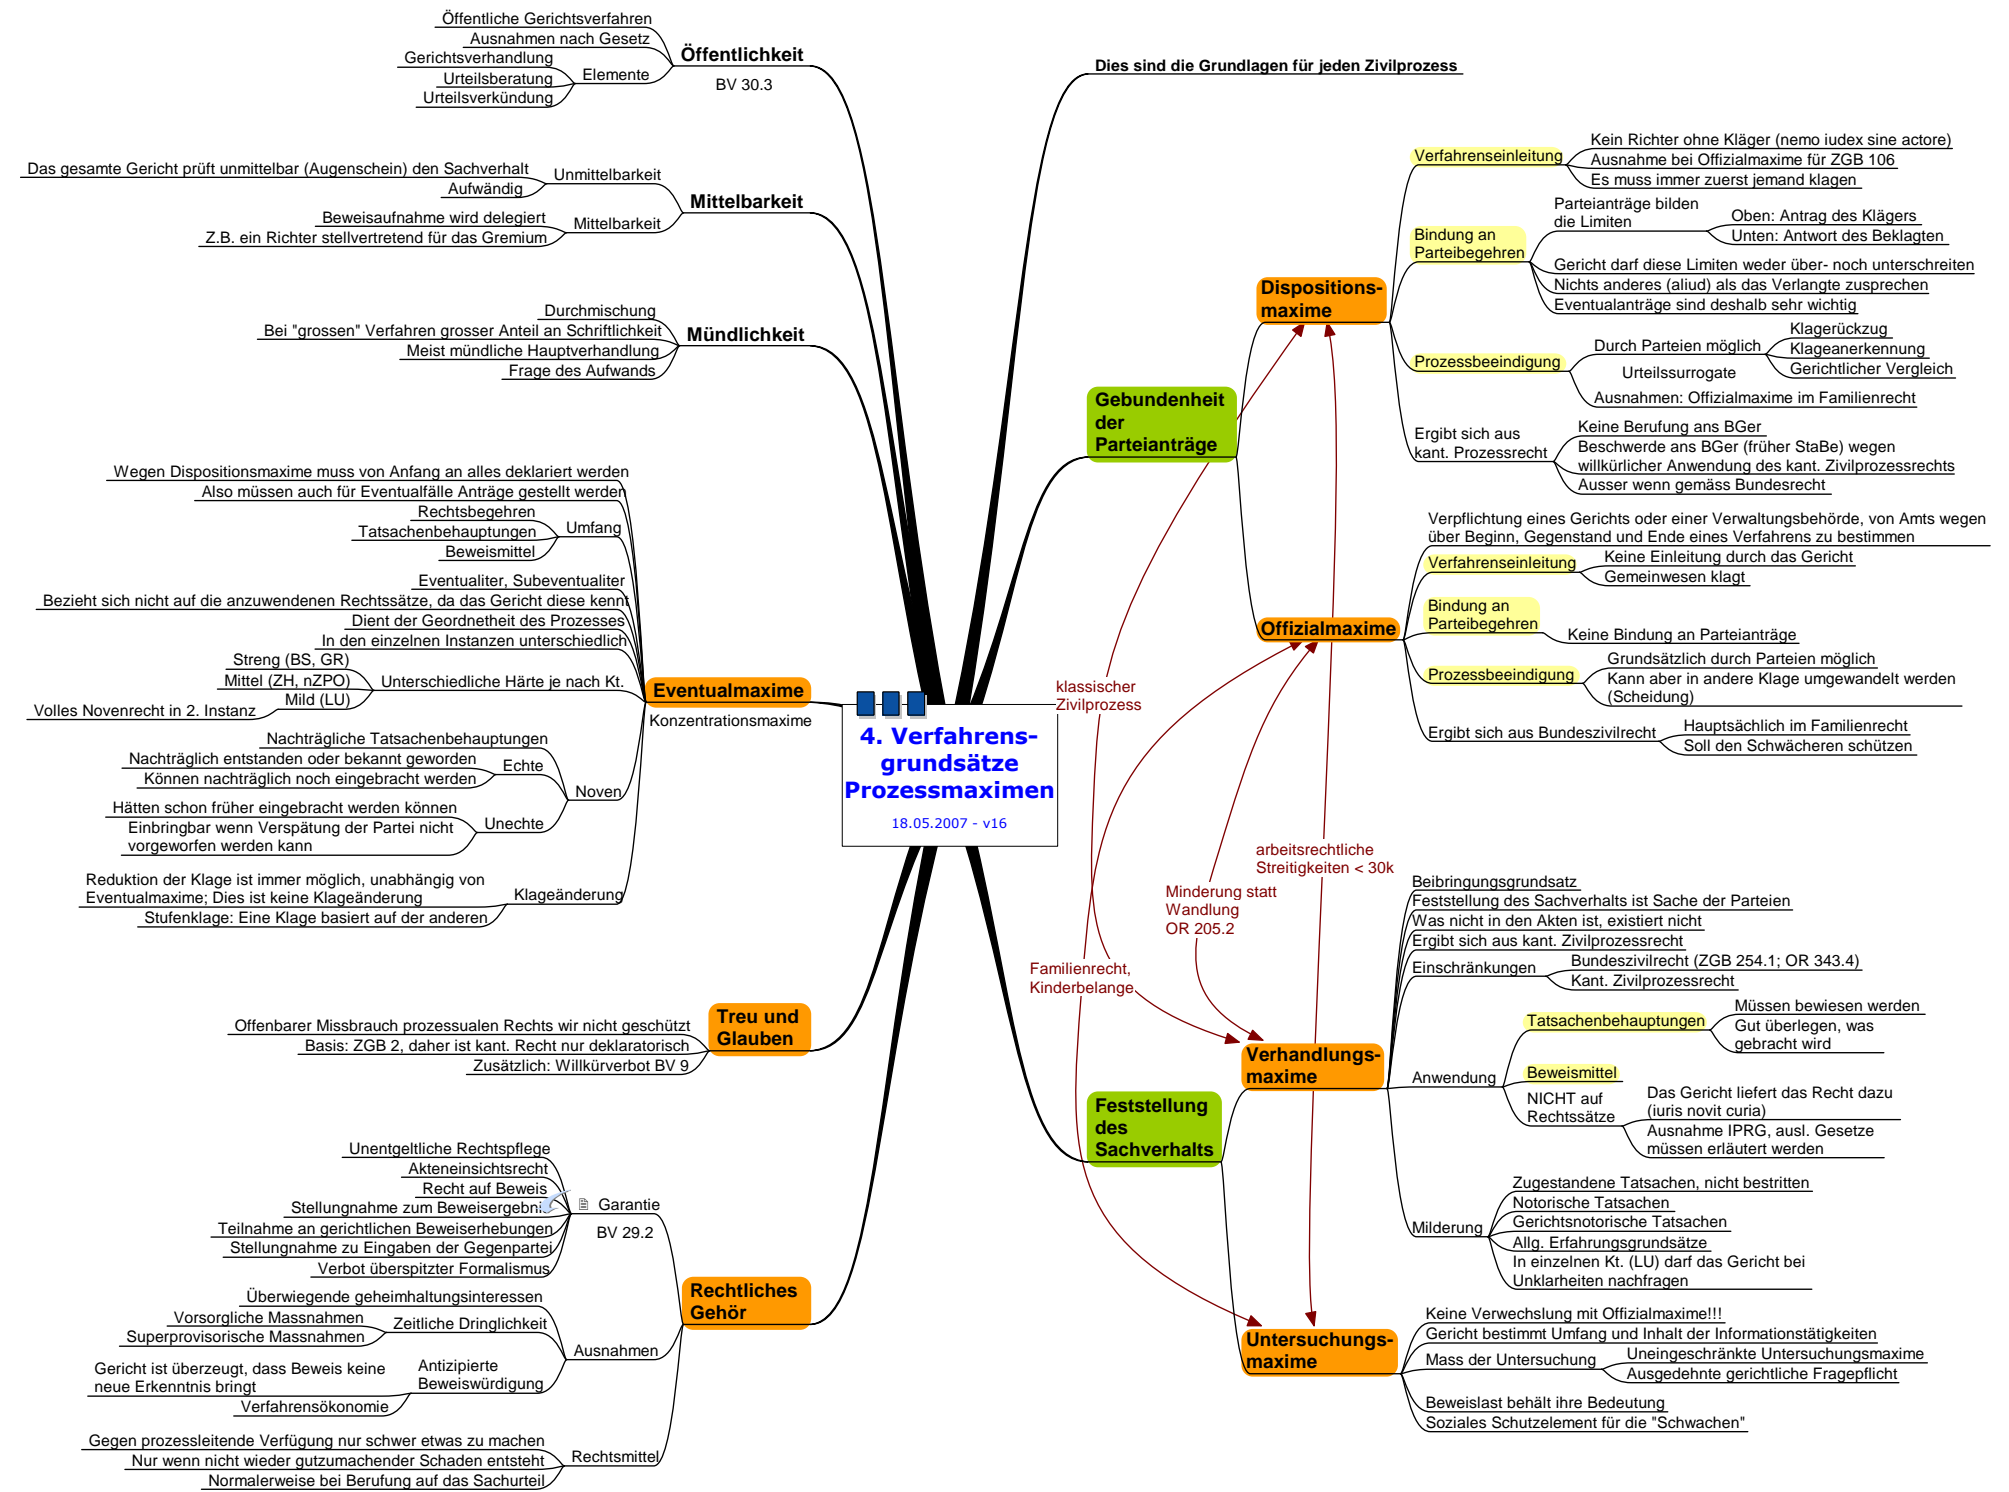 4. Verfahrens-
grundsätze
Prozessmaximen
18.05.2007 - v16
Dies sind die Grundlagen für jeden Zivilprozess
Gebundenheit
der
Parteianträge
Dispositions-
maxime
Verfahrenseinleitung
Kein Richter ohne Kläger (nemo iudex sine actore)
Ausnahme bei Offizialmaxime für ZGB 106
Es muss immer zuerst jemand klagen
Bindung an
Parteibegehren
Parteianträge bilden
die Limiten
Oben: Antrag des Klägers
Unten: Antwort des Beklagten
Gericht darf diese Limiten weder über- noch unterschreiten
Nichts anderes (aliud) als das Verlangte zusprechen
Eventualanträge sind deshalb sehr wichtig
Prozessbeendigung
Durch Parteien möglich
Urteilssurrogate
Klagerückzug
Klageanerkennung
Gerichtlicher Vergleich
Ausnahmen: Offizialmaxime im Familienrecht
Ergibt sich aus
kant. Prozessrecht
Keine Berufung ans BGer
Beschwerde ans BGer (früher StaBe) wegen
willkürlicher Anwendung des kant. Zivilprozessrechts
Ausser wenn gemäss Bundesrecht
Offizialmaxime
Verpflichtung eines Gerichts oder einer Verwaltungsbehörde, von Amts wegen
über Beginn, Gegenstand und Ende eines Verfahrens zu bestimmen
Verfahrenseinleitung
Keine Einleitung durch das Gericht
Gemeinwesen klagt
Bindung an
Parteibegehren
Keine Bindung an Parteianträge
Prozessbeendigung
Grundsätzlich durch Parteien möglich
Kann aber in andere Klage umgewandelt werden
(Scheidung)
Ergibt sich aus Bundeszivilrecht
Hauptsächlich im Familienrecht
Soll den Schwächeren schützen
klassischer
Zivilprozess
arbeitsrechtliche
Streitigkeiten < 30k
Minderung statt
Wandlung
OR 205.2
Familienrecht,
Kinderbelange
Feststellung
des
Sachverhalts
Verhandlungs-
maxime
Beibringungsgrundsatz
Feststellung des Sachverhalts ist Sache der Parteien
Was nicht in den Akten ist, existiert nicht
Ergibt sich aus kant. Zivilprozessrecht
Einschränkungen
Bundeszivilrecht (ZGB 254.1; OR 343.4)
Kant. Zivilprozessrecht
Anwendung
Tatsachenbehauptungen
Müssen bewiesen werden
Gut überlegen, was
gebracht wird
Beweismittel
NICHT auf
Rechtssätze
Das Gericht liefert das Recht dazu
(iuris novit curia)
Ausnahme IPRG, ausl. Gesetze
müssen erläutert werden
Milderung
Zugestandene Tatsachen, nicht bestritten
Notorische Tatsachen
Gerichtsnotorische Tatsachen
Allg. Erfahrungsgrundsätze
In einzelnen Kt. (LU) darf das Gericht bei
Unklarheiten nachfragen
Untersuchungs-
maxime
Keine Verwechslung mit Offizialmaxime!!!
Gericht bestimmt Umfang und Inhalt der Informationstätigkeiten
Mass der Untersuchung
Uneingeschränkte Untersuchungsmaxime
Ausgedehnte gerichtliche Fragepflicht
Beweislast behält ihre Bedeutung
Soziales Schutzelement für die "Schwachen"
Öffentlichkeit
BV 30.3
Öffentliche Gerichtsverfahren
Ausnahmen nach Gesetz
Elemente
Gerichtsverhandlung
Urteilsberatung
Urteilsverkündung
Mittelbarkeit
Unmittelbarkeit
Das gesamte Gericht prüft unmittelbar (Augenschein) den Sachverhalt
Aufwändig
Mittelbarkeit
Beweisaufnahme wird delegiert
Z.B. ein Richter stellvertretend für das Gremium
Mündlichkeit
Durchmischung
Bei "grossen" Verfahren grosser Anteil an Schriftlichkeit
Meist mündliche Hauptverhandlung
Frage des Aufwands
Eventualmaxime
Konzentrationsmaxime
Wegen Dispositionsmaxime muss von Anfang an alles deklariert werden
Also müssen auch für Eventualfälle Anträge gestellt werden
Umfang
Rechtsbegehren
Tatsachenbehauptungen
Beweismittel
Eventualiter, Subeventualiter
Bezieht sich nicht auf die anzuwendenen Rechtssätze, da das Gericht diese kennt
Dient der Geordnetheit des Prozesses
In den einzelnen Instanzen unterschiedlich
Unterschiedliche Härte je nach Kt.
Streng (BS, GR)
Mittel (ZH, nZPO)
Mild (LU)
Volles Novenrecht in 2. Instanz
Noven
Nachträgliche Tatsachenbehauptungen
Echte
Nachträglich entstanden oder bekannt geworden
Können nachträglich noch eingebracht werden
Unechte
Hätten schon früher eingebracht werden können
Einbringbar wenn Verspätung der Partei nicht
vorgeworfen werden kann
Klageänderung
Reduktion der Klage ist immer möglich, unabhängig von
Eventualmaxime; Dies ist keine Klageänderung
Stufenklage: Eine Klage basiert auf der anderen
Treu und
Glauben
Offenbarer Missbrauch prozessualen Rechts wir nicht geschützt
Basis: ZGB 2, daher ist kant. Recht nur deklaratorisch
Zusätzlich: Willkürverbot BV 9
Rechtliches
Gehör
Garantie
BV 29.2
Unentgeltliche Rechtspflege
Akteneinsichtsrecht
Recht auf Beweis
Stellungnahme zum Beweisergebnis
Teilnahme an gerichtlichen Beweiserhebungen
Stellungnahme zu Eingaben der Gegenpartei
Verbot überspitzter Formalismus
Ausnahmen
Überwiegende geheimhaltungsinteressen
Zeitliche Dringlichkeit
Vorsorgliche Massnahmen
Superprovisorische Massnahmen
Antizipierte
Beweiswürdigung
Gericht ist überzeugt, dass Beweis keine
neue Erkenntnis bringt
Verfahrensökonomie
Rechtsmittel
Gegen prozessleitende Verfügung nur schwer etwas zu machen
Nur wenn nicht wieder gutzumachender Schaden entsteht
Normalerweise bei Berufung auf das Sachurteil